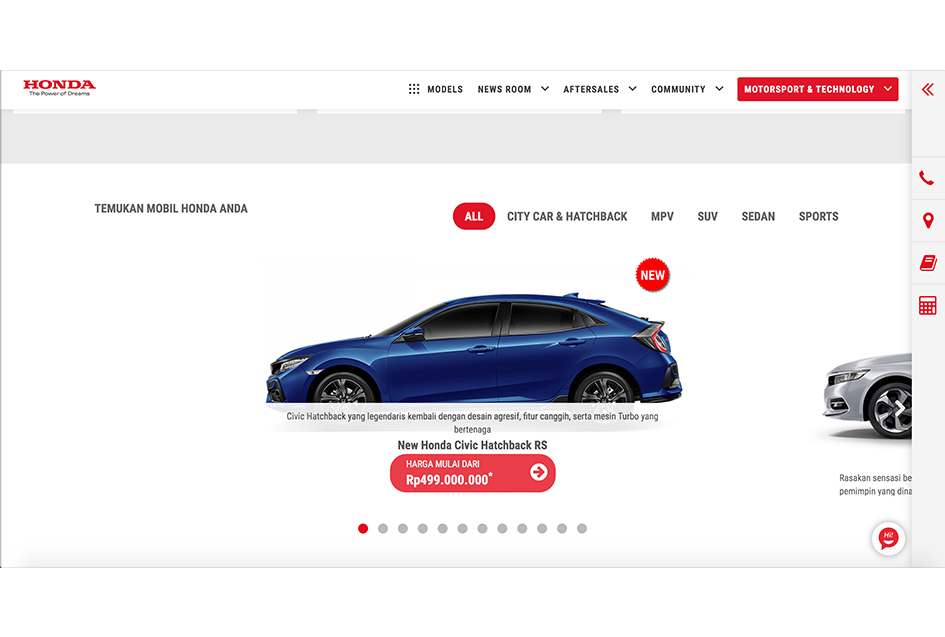 HONDA
The Power of Dreams
MODELS
NEWS ROOM
AFTERSALES
COMMUNITY
MOTORSPORT & TECHNOLOGY
TEMUKAN MOBIL HONDA ANDA
ALL
CITY CAR & HATCHBACK
MPV
SUV
SEDAN
SPORTS
NEW
Civic Hatchback yang legendaris kembali dengan desain agresif, fitur canggih, serta mesin Turbo yang
bertenaga
New Honda Civic Hatchback RS
HARGA MULAI DARI
Rp499.000.000*
Rasakan sensasi be
pemimpin yang dina
Hi!